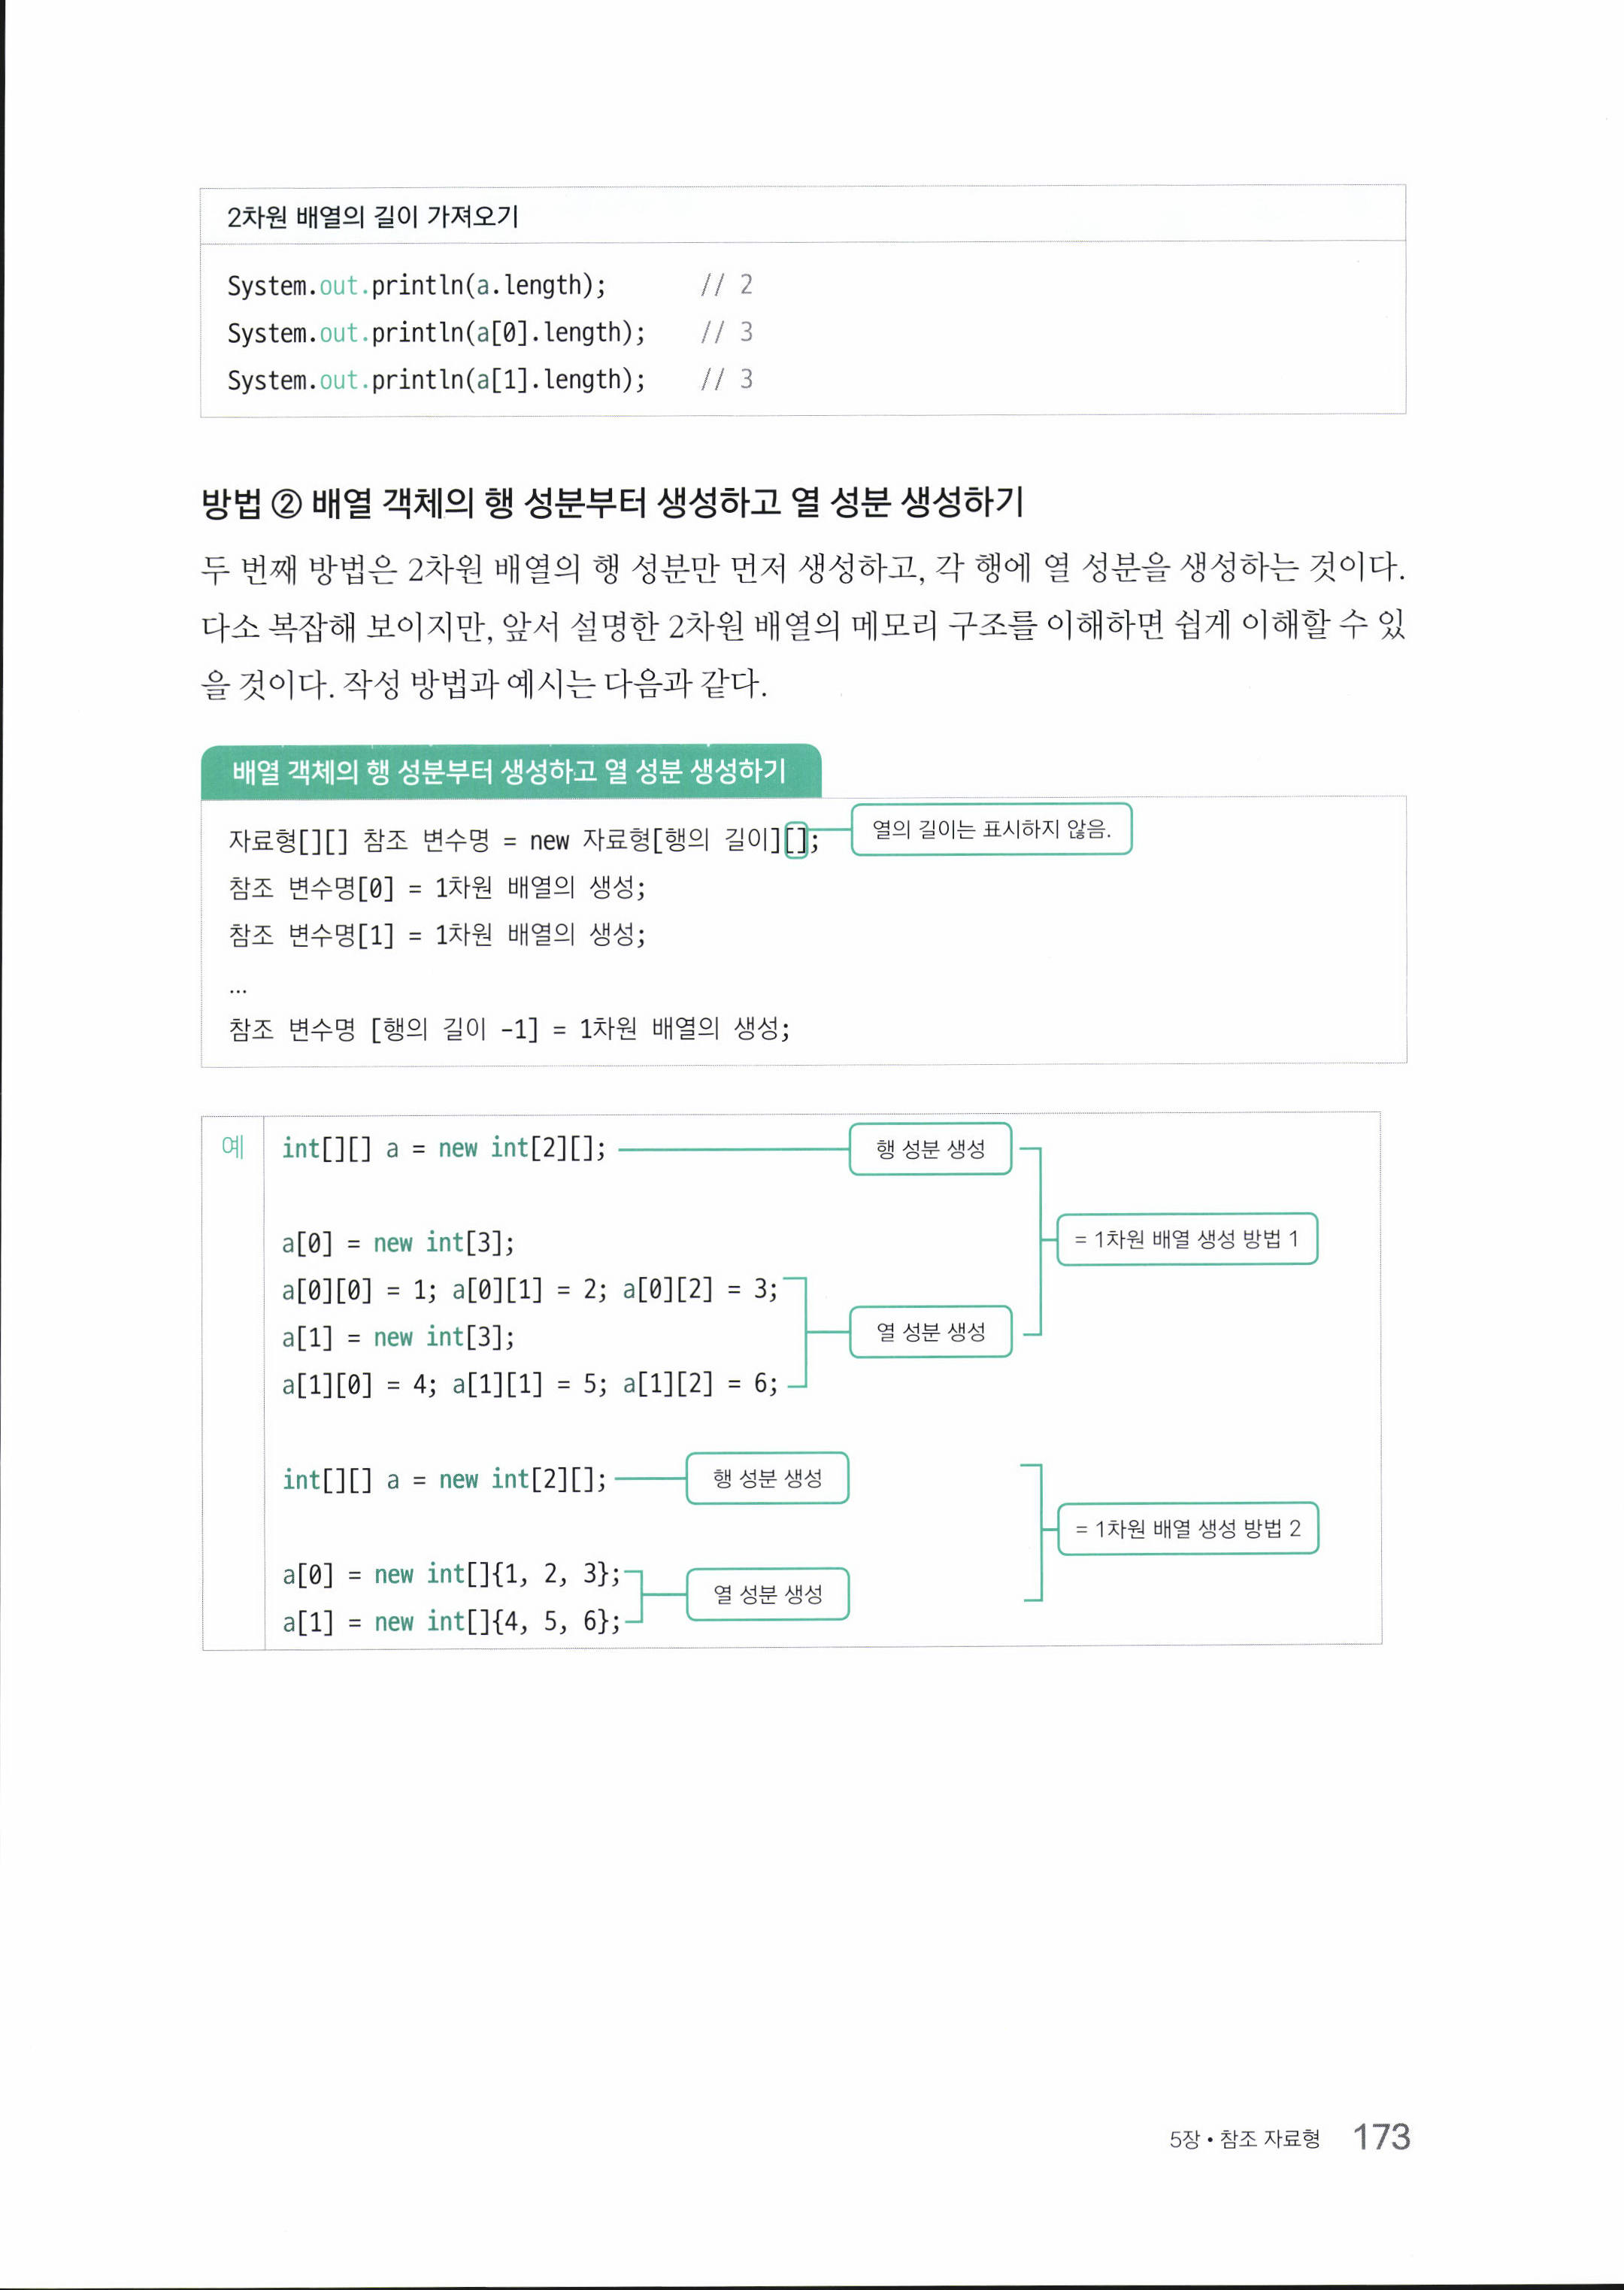 2차원 배열의 길이 가져오기
System.out.println(a.length); // 2
System.out.println(a[0].length); // 3
System.out.println(a[1].length); // 3
방법 ② 배열 객체의 행 성분부터 생성하고 열 성분 생성하기
두 번째 방법은 2차원 배열의 행 성분만 먼저 생성하고, 각 행에 열 성분을 생성하는 것이다.
다소 복잡해 보이지만, 앞서 설명한 2차원 배열의 메모리 구조를 이해하면 쉽게 이해할 수 있
을 것이다. 작성 방법과 예시는 다음과 같다.
배열 객체의 행 성분부터 생성하고 열 성분 생성하기
자료형[][] 참조 변수명 = new 자료형[행의 길이][]; 열의 길이는 표시하지 않음.
참조 변수명[0] = 1차원 배열의 생성;
참조 변수명[1] = 1차원 배열의 생성;
...
참조 변수명 [행의 길이 -1] = 1차원 배열의 생성;
예 int[][] a = new int[2][]; 행 성분 생성
a[0] = new int[3]; = 1차원 배열 생성 방법 1
a[0][0] = 1; a[0][1] = 2; a[0][2] = 3;
a[1] = new int[3]; 열 성분 생성
a[1][0] = 4; a[1][1] = 5; a[1][2] = 6;
int[][] a = new int[2][]; 행 성분 생성
= 1차원 배열 생성 방법 2
a[0] = new int[]{1, 2, 3}; 열 성분 생성
a[1] = new int[]{4, 5, 6};
5장 • 참조 자료형 173